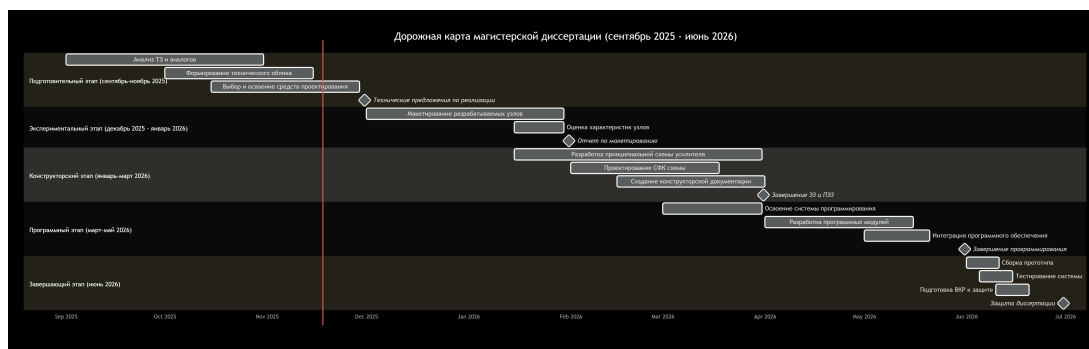 Дорожная карта магистерской диссертации (сентябрь 2025 - июнь 2026)
Анализ ТЗ и аналогов
Формирование технического облика
Подготовительный этап (сентябрь-ноябрь 2025)
Выбор и освоение средств проектирования
Технические предложения по реализации
Макетирование разрабатываемых узлов
Экспериментальный этап (декабрь 2025 - январь 2026)
Оценка характеристик узлов
Отчет по макетированию
Разработка принципиальной схемы усилителя
Проектирование СФК схемы
Конструкторский этап (январь-март 2026)
Создание конструкторской документации
Завершение ЭЗ и ПЭЗ
Освоение системы программирования
Разработка программных модулей
Программный этап (март-май 2026)
Интеграция программного обеспечения
Завершение программирования
Сборка прототипа
Тестирование системы
Завершающий этап (июнь 2026)
Подготовка ВКР к защите
Защита диссертации
Sep 2025 Oct 2025 Nov 2025 Dec 2025 Jan 2026 Feb 2026 Mar 2026 Apr 2026 May 2026 Jun 2026 Jul 2026